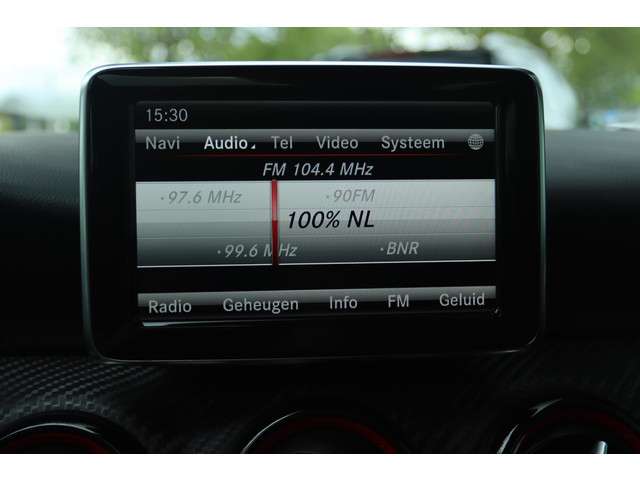 15:30
Navi Audio Tel Video Systeem
FM 104.4 MHz
·97.6 MHz ·90FM
100% NL
·99.6 MHz ·BNR
Radio Geheugen Info FM Geluid